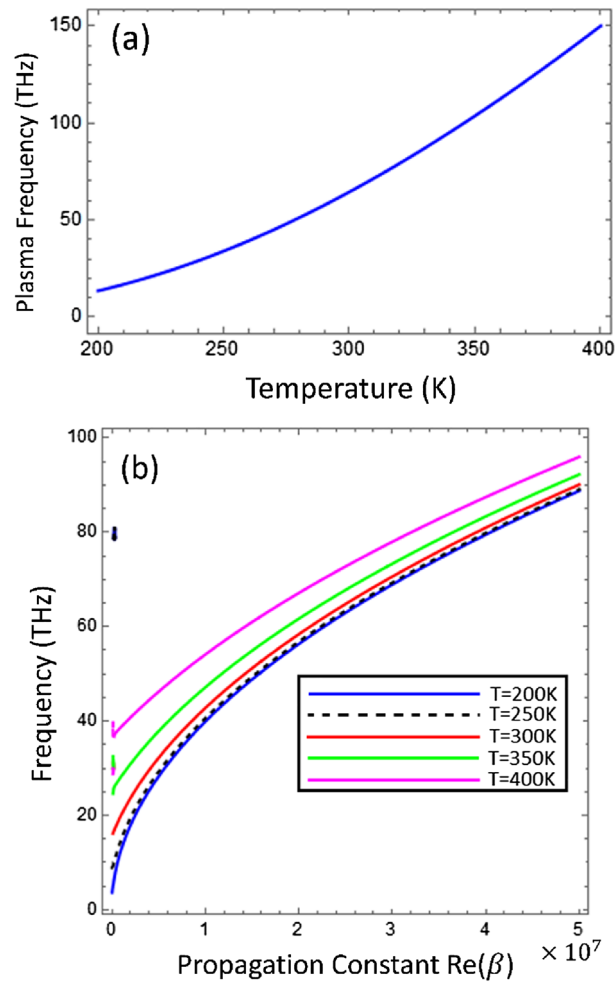 (a)
Plasma Frequency (THz)
150
100
50
0
200 250 300 350 400
Temperature (K)
(b)
Frequency (THz)
100
80
60
40
20
0
T=200K
T=250K
T=300K
T=350K
T=400K
0 1 2 3 4 5
× 10⁷
Propagation Constant Re(β)